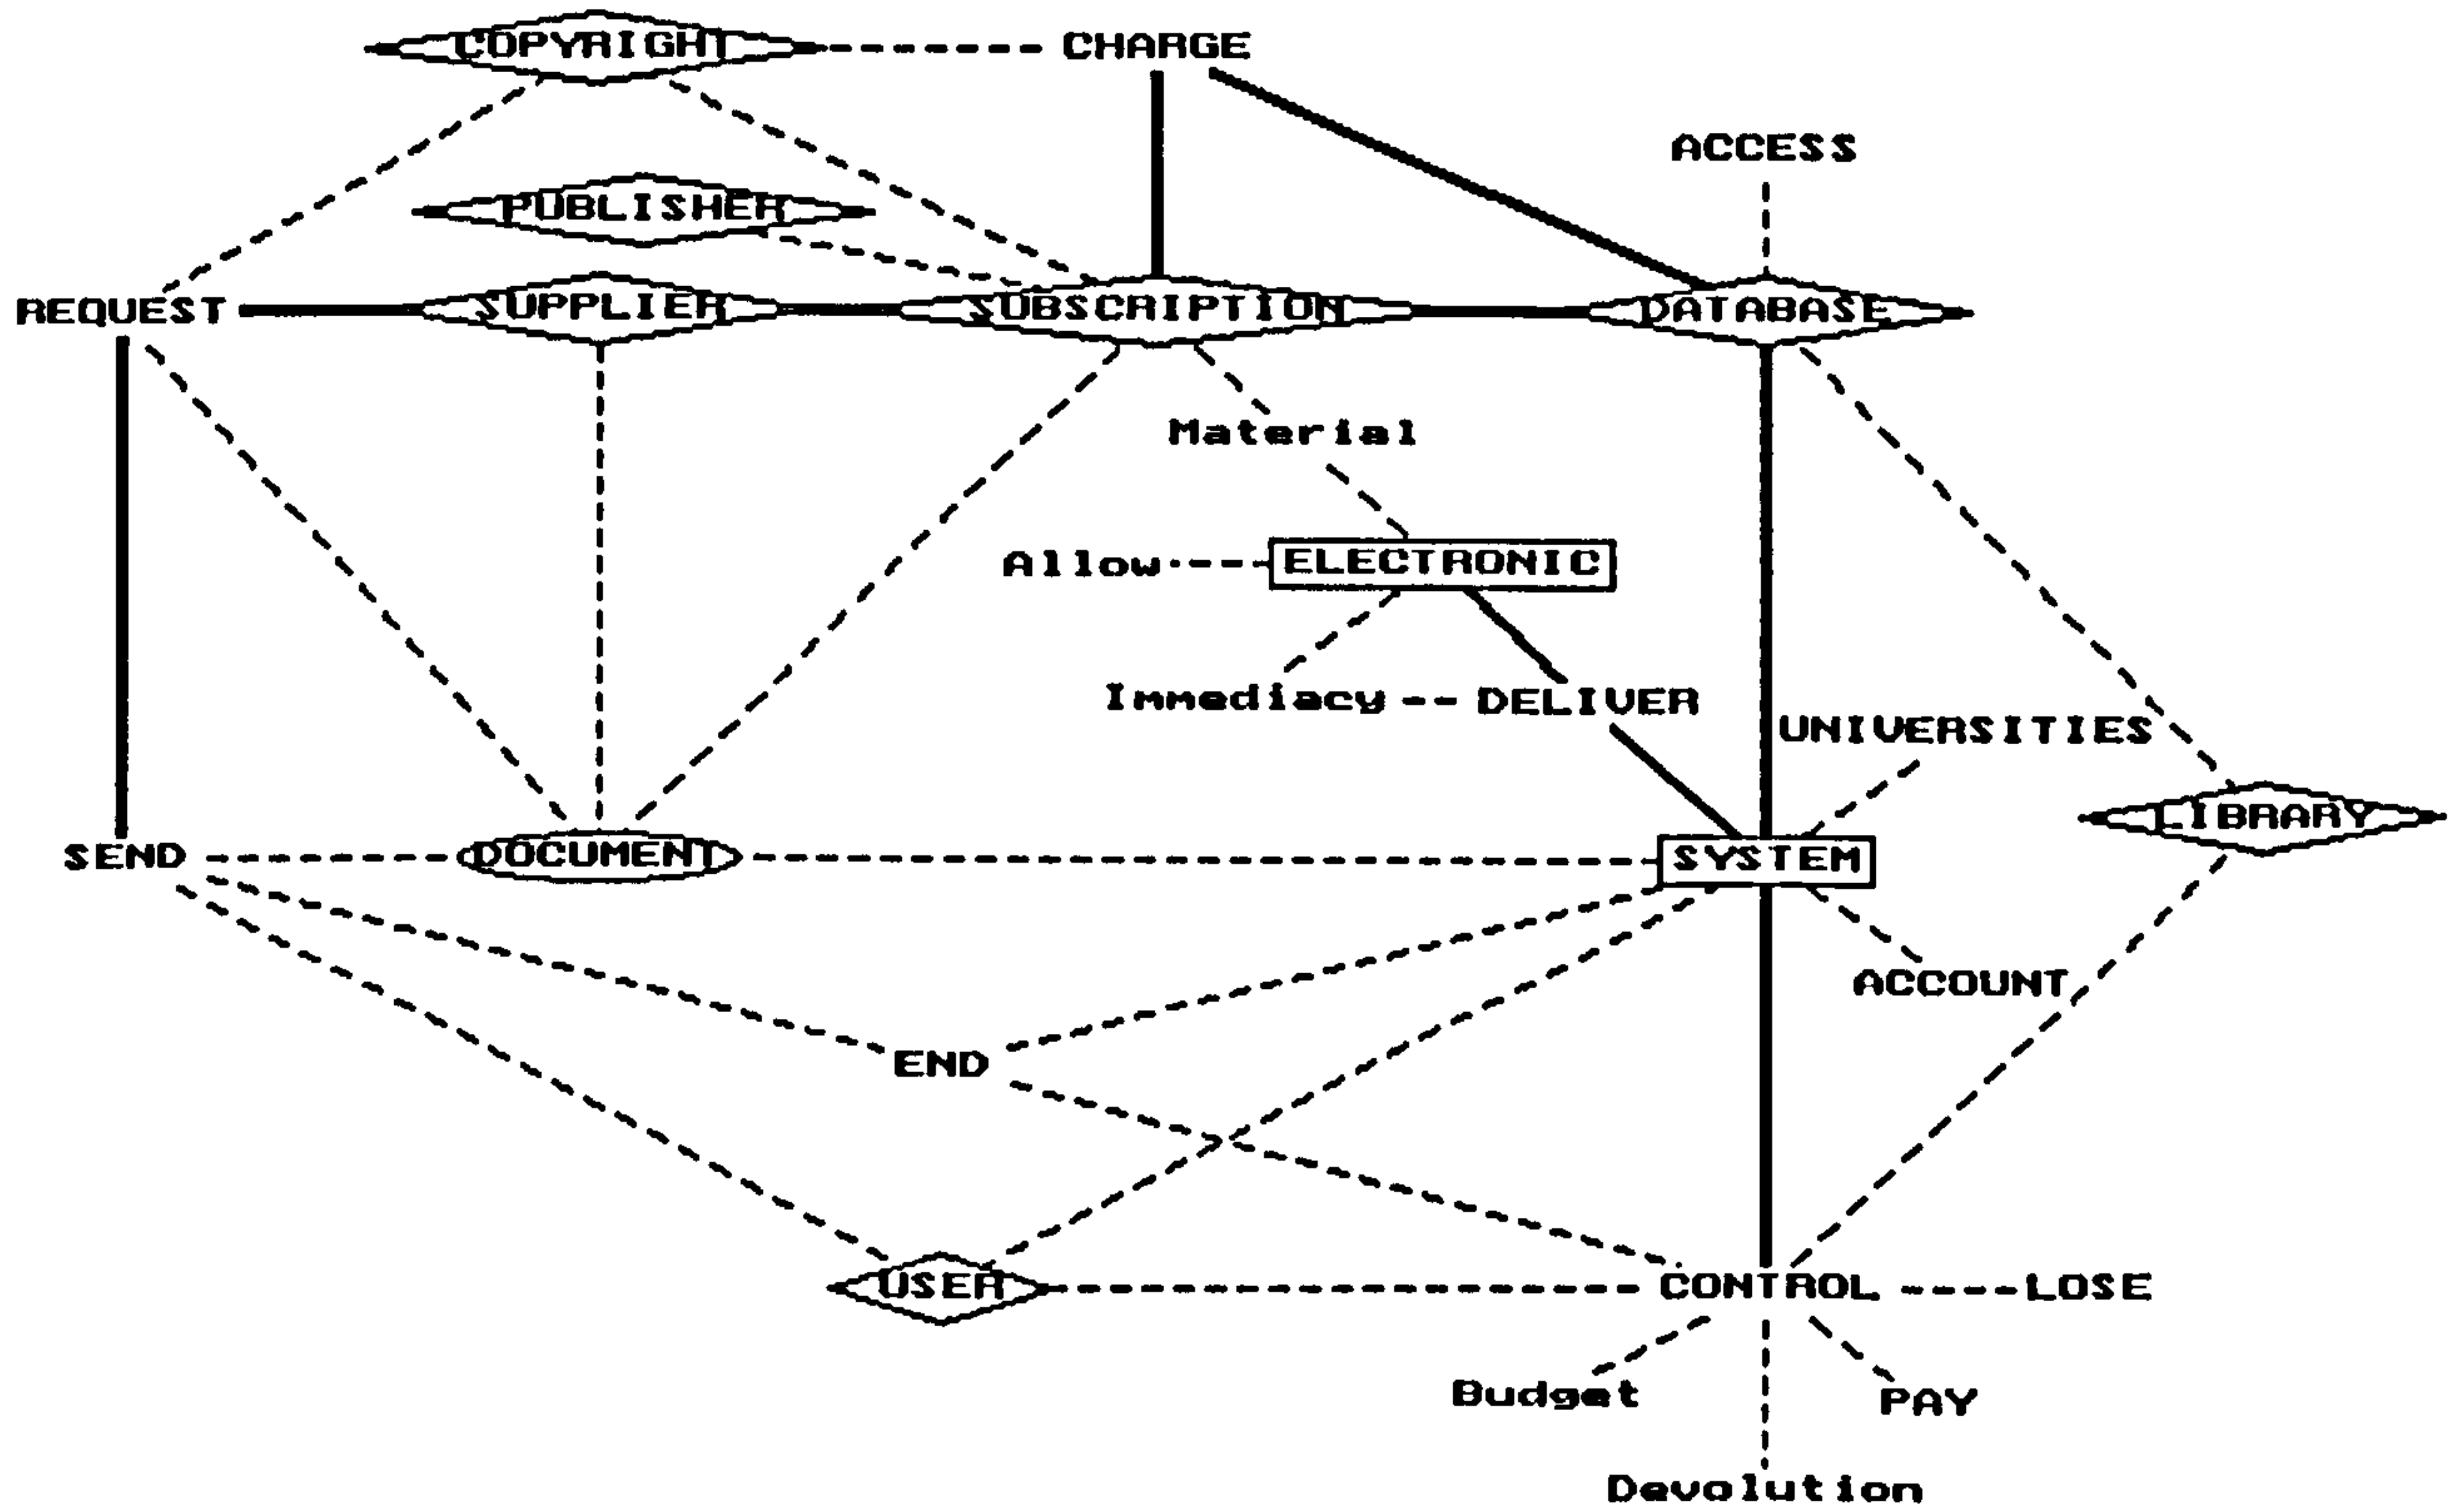 COPYRIGHT
CHARGE
ACCESS
PUBLISHER
REQUEST
SUPPLIER
SUBSCRIPTION
DATABASE
Material
Allow
ELECTRONIC
Immediacy
DELIVER
UNIVERSITIES
LIBRARY
SEND
DOCUMENT
SYSTEM
ACCOUNT
END
USER
CONTROL
LOSE
Budget
PAY
Devolution